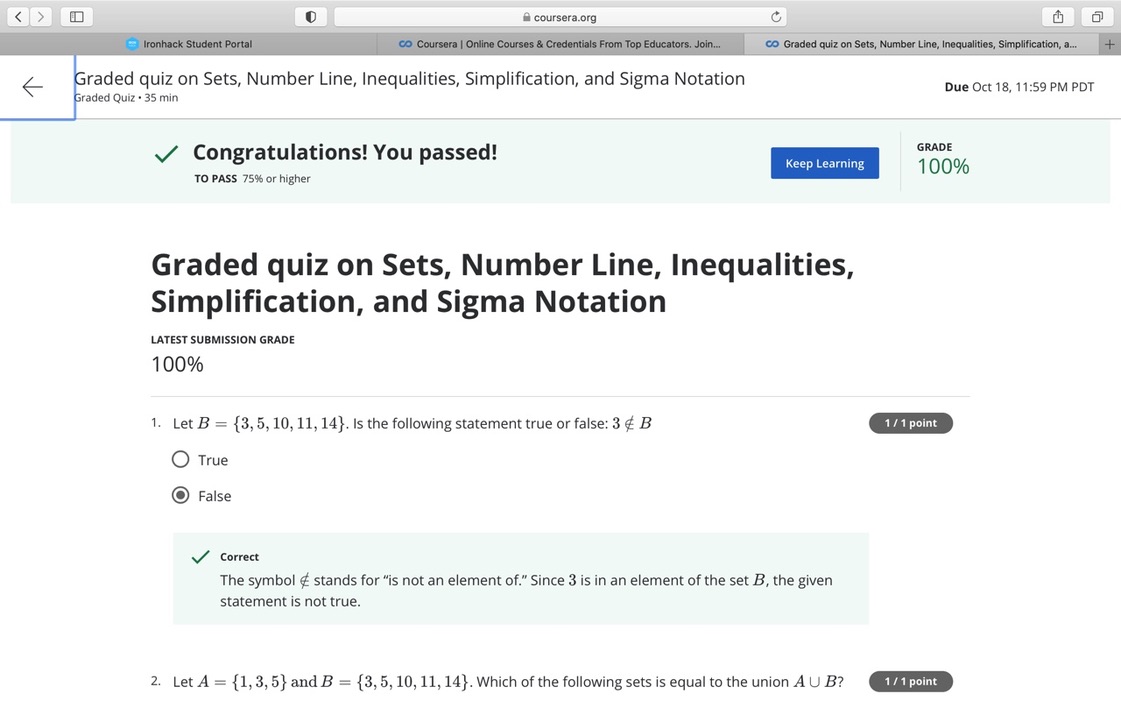 coursera.org
Ironhack Student Portal
Coursera | Online Courses & Credentials From Top Educators. Join...
Graded quiz on Sets, Number Line, Inequalities, Simplification, a...
Graded quiz on Sets, Number Line, Inequalities, Simplification, and Sigma Notation
Graded Quiz • 35 min
Due Oct 18, 11:59 PM PDT
Congratulations! You passed!
TO PASS 75% or higher
Keep Learning
GRADE
100%
Graded quiz on Sets, Number Line, Inequalities,
Simplification, and Sigma Notation
LATEST SUBMISSION GRADE
100%
1. Let B = {3, 5, 10, 11, 14}. Is the following statement true or false: 3 ∉ B
1 / 1 point
True
False
Correct
The symbol ∉ stands for “is not an element of.” Since 3 is in an element of the set B, the given
statement is not true.
2. Let A = {1, 3, 5} and B = {3, 5, 10, 11, 14}. Which of the following sets is equal to the union A ∪ B?
1 / 1 point